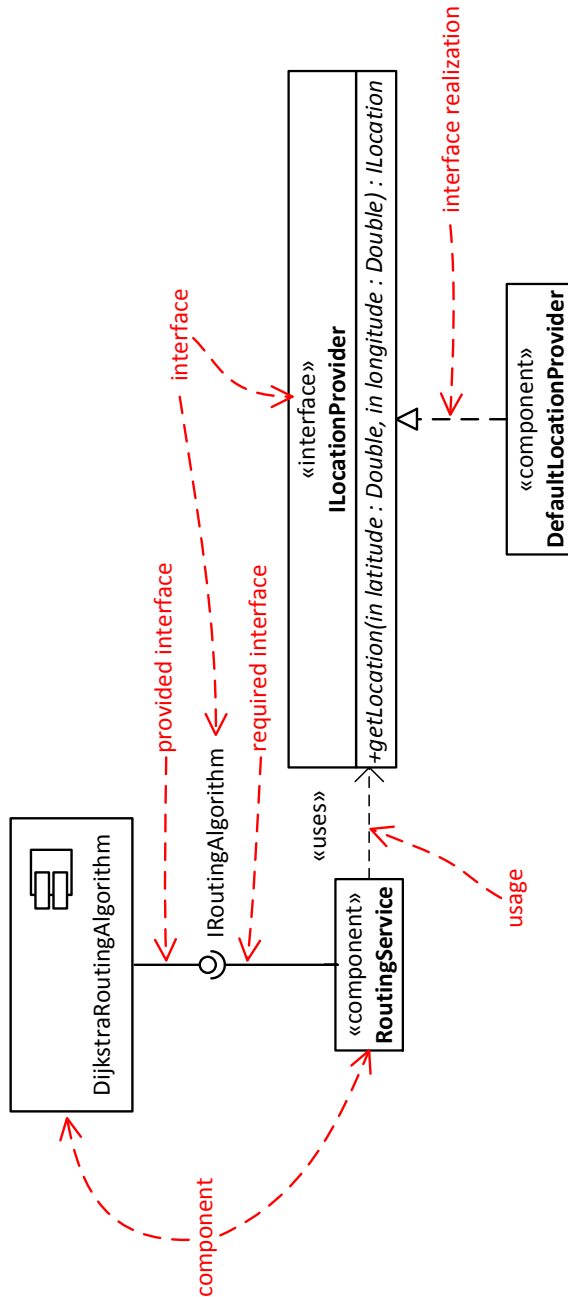 component
DijkstraRoutingAlgorithm
provided interface
IRoutingAlgorithm
required interface
interface
«component»
RoutingService
«uses»
usage
«interface»
ILocationProvider
+getLocation(in latitude : Double, in longitude : Double) : ILocation
interface realization
«component»
DefaultLocationProvider